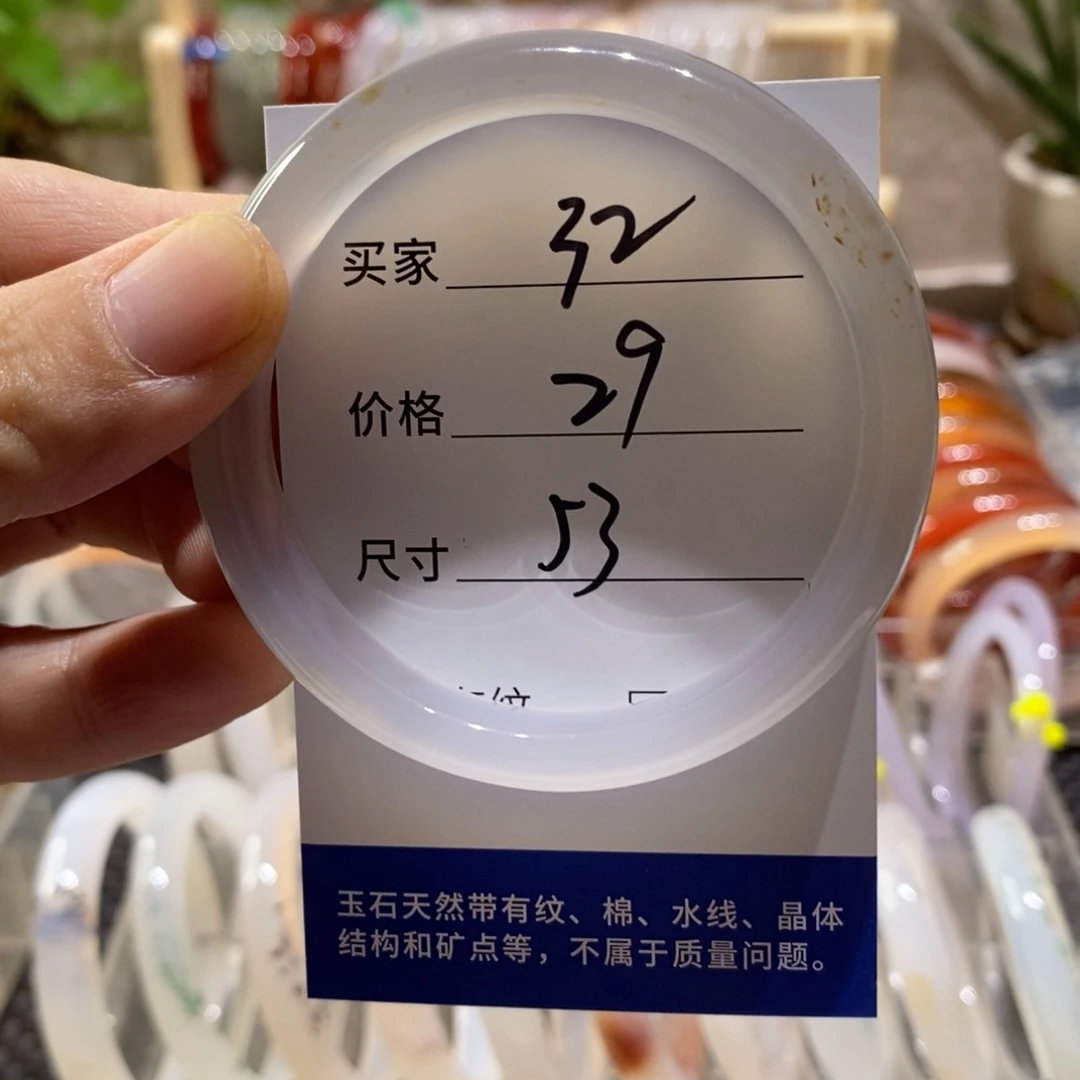 买家 32
价格 29
尺寸 53
纹
玉石天然带有纹、棉、水线、晶体
结构和矿点等，不属于质量问题。